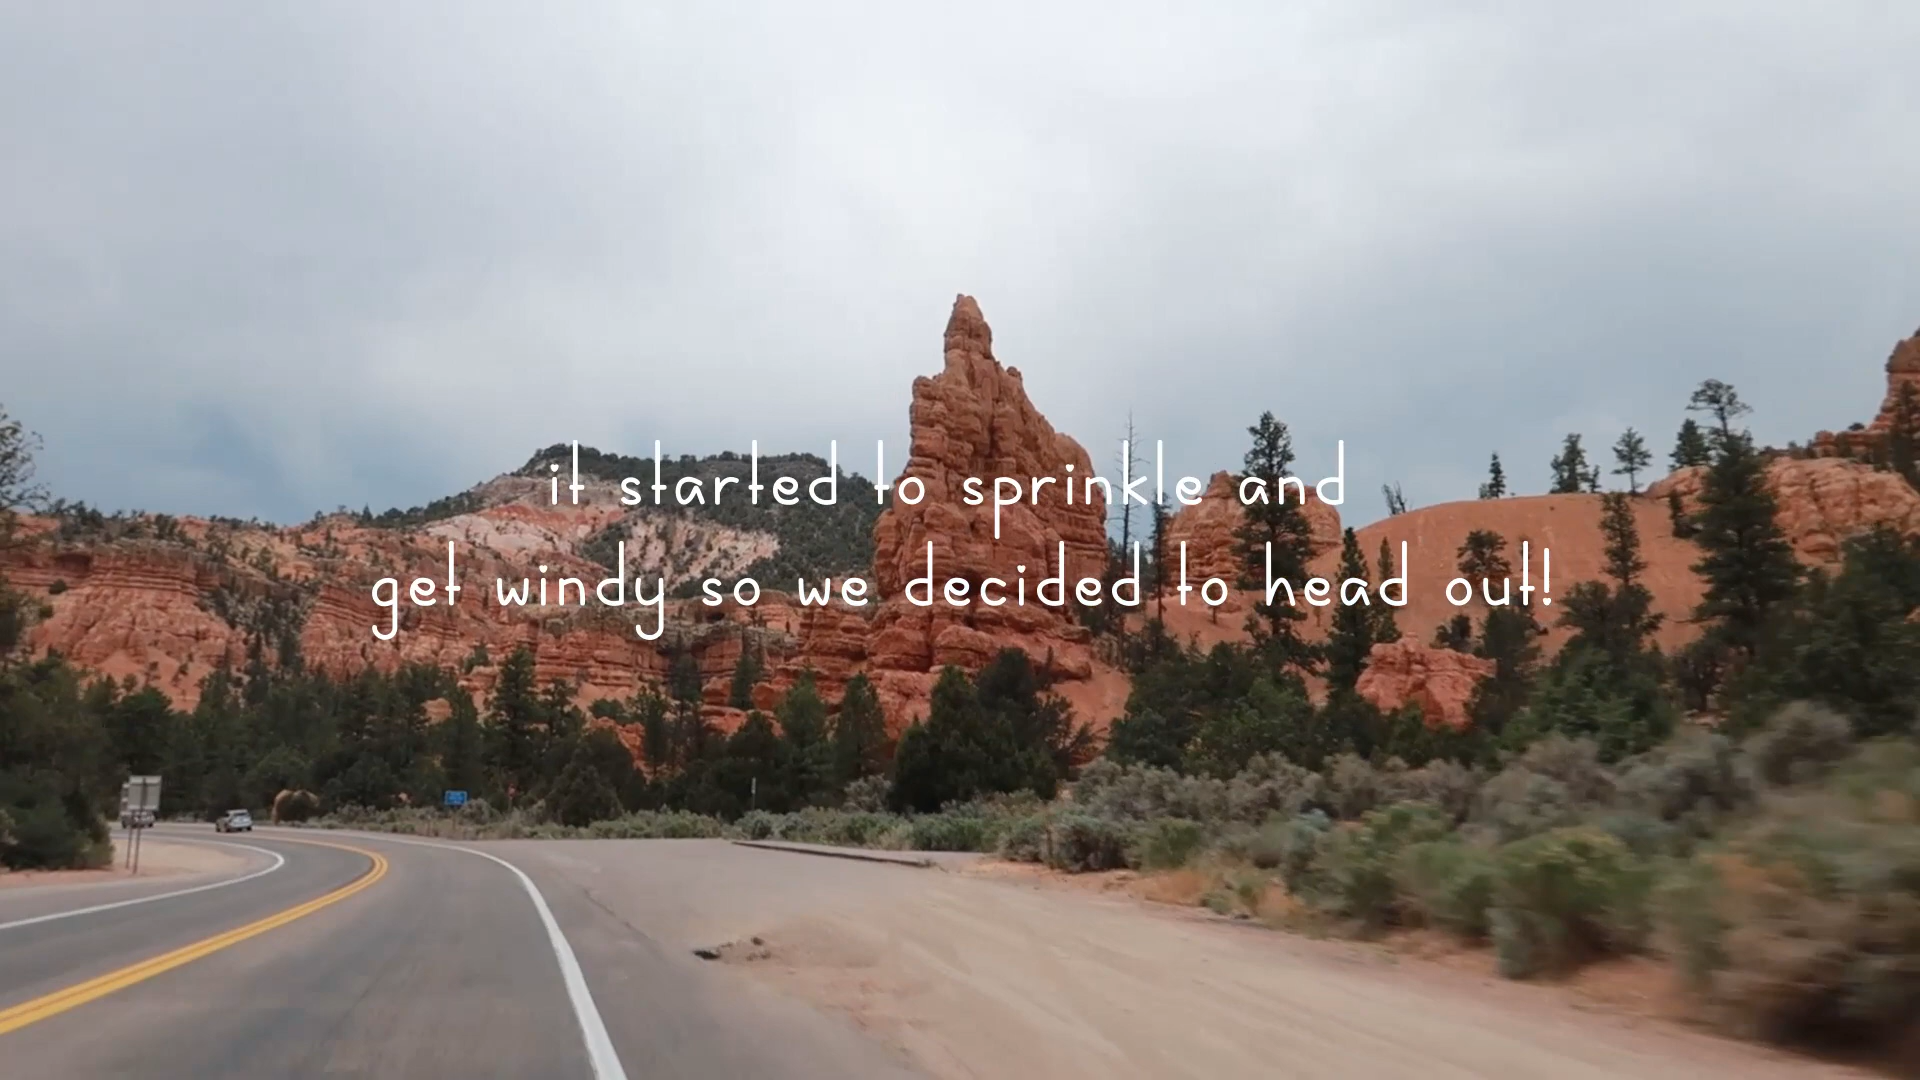 it started to sprinkle and
get windy so we decided to head out!